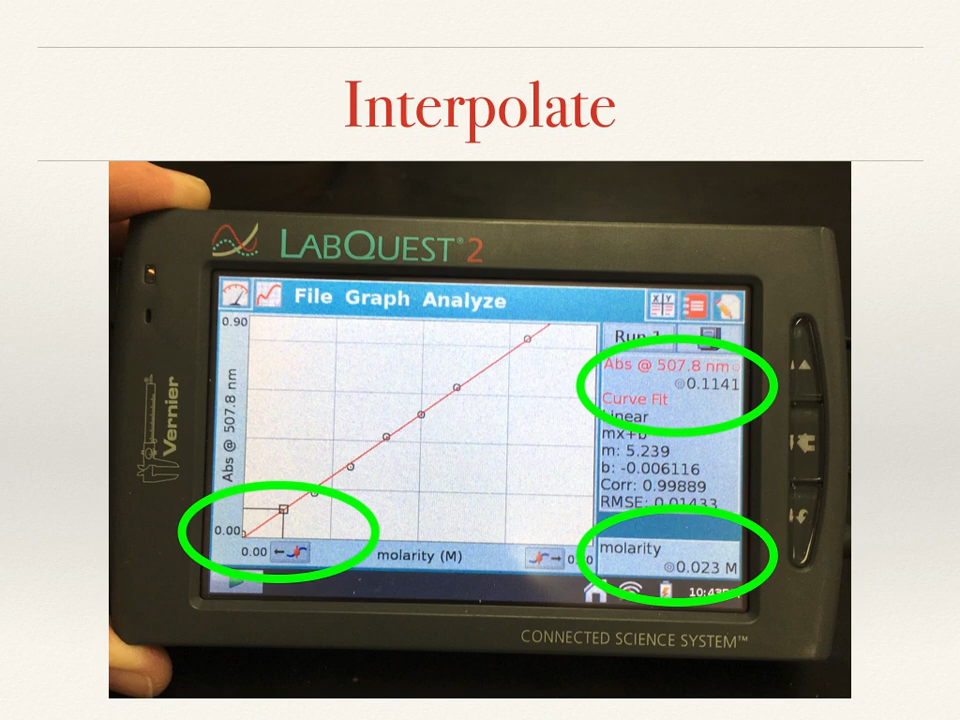 Interpolate
LABQUEST® 2
File Graph Analyze
X Y
0.90
Abs @ 507.8 nm
0.00
0.00
molarity (M)
Run
Abs @ 507.8 nm
0.1141
Curve Fit
Linear
mx+b
m: 5.239
b: -0.006116
Corr: 0.99889
RMSE: 0.01433
molarity
0.023 M
Vernier
CONNECTED SCIENCE SYSTEM™